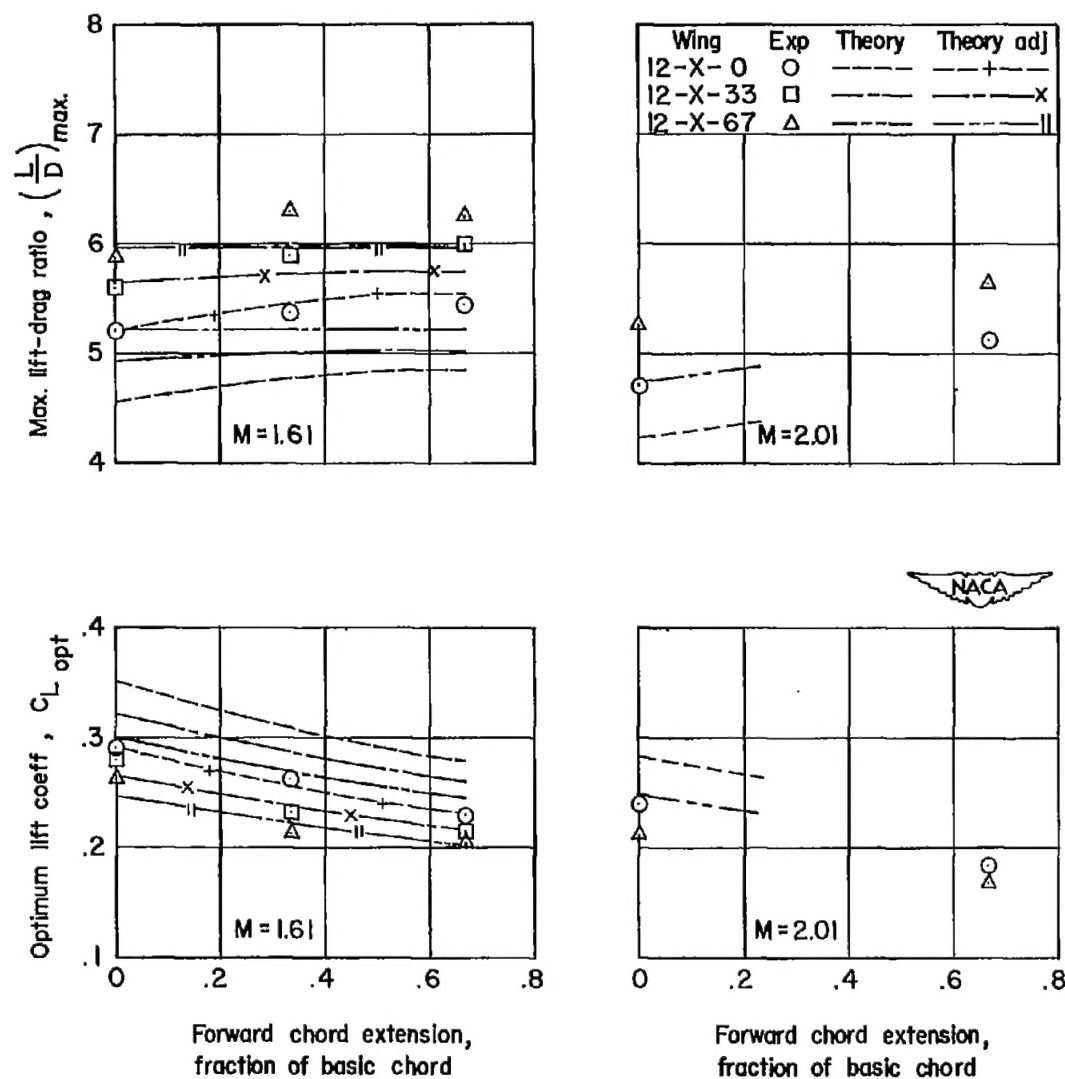 8
7
6
5
4
Max. lift-drag ratio, (L/D)max.
M=1.61
Wing Exp Theory Theory adj
12-X-0
12-X-33
12-X-67
M=2.01
NACA
.4
.3
.2
.1
Optimum lift coeff, CL opt
M=1.61
0 .2 .4 .6 .8
Forward chord extension,
fraction of basic chord
M=2.01
0 .2 .4 .6 .8
Forward chord extension,
fraction of basic chord